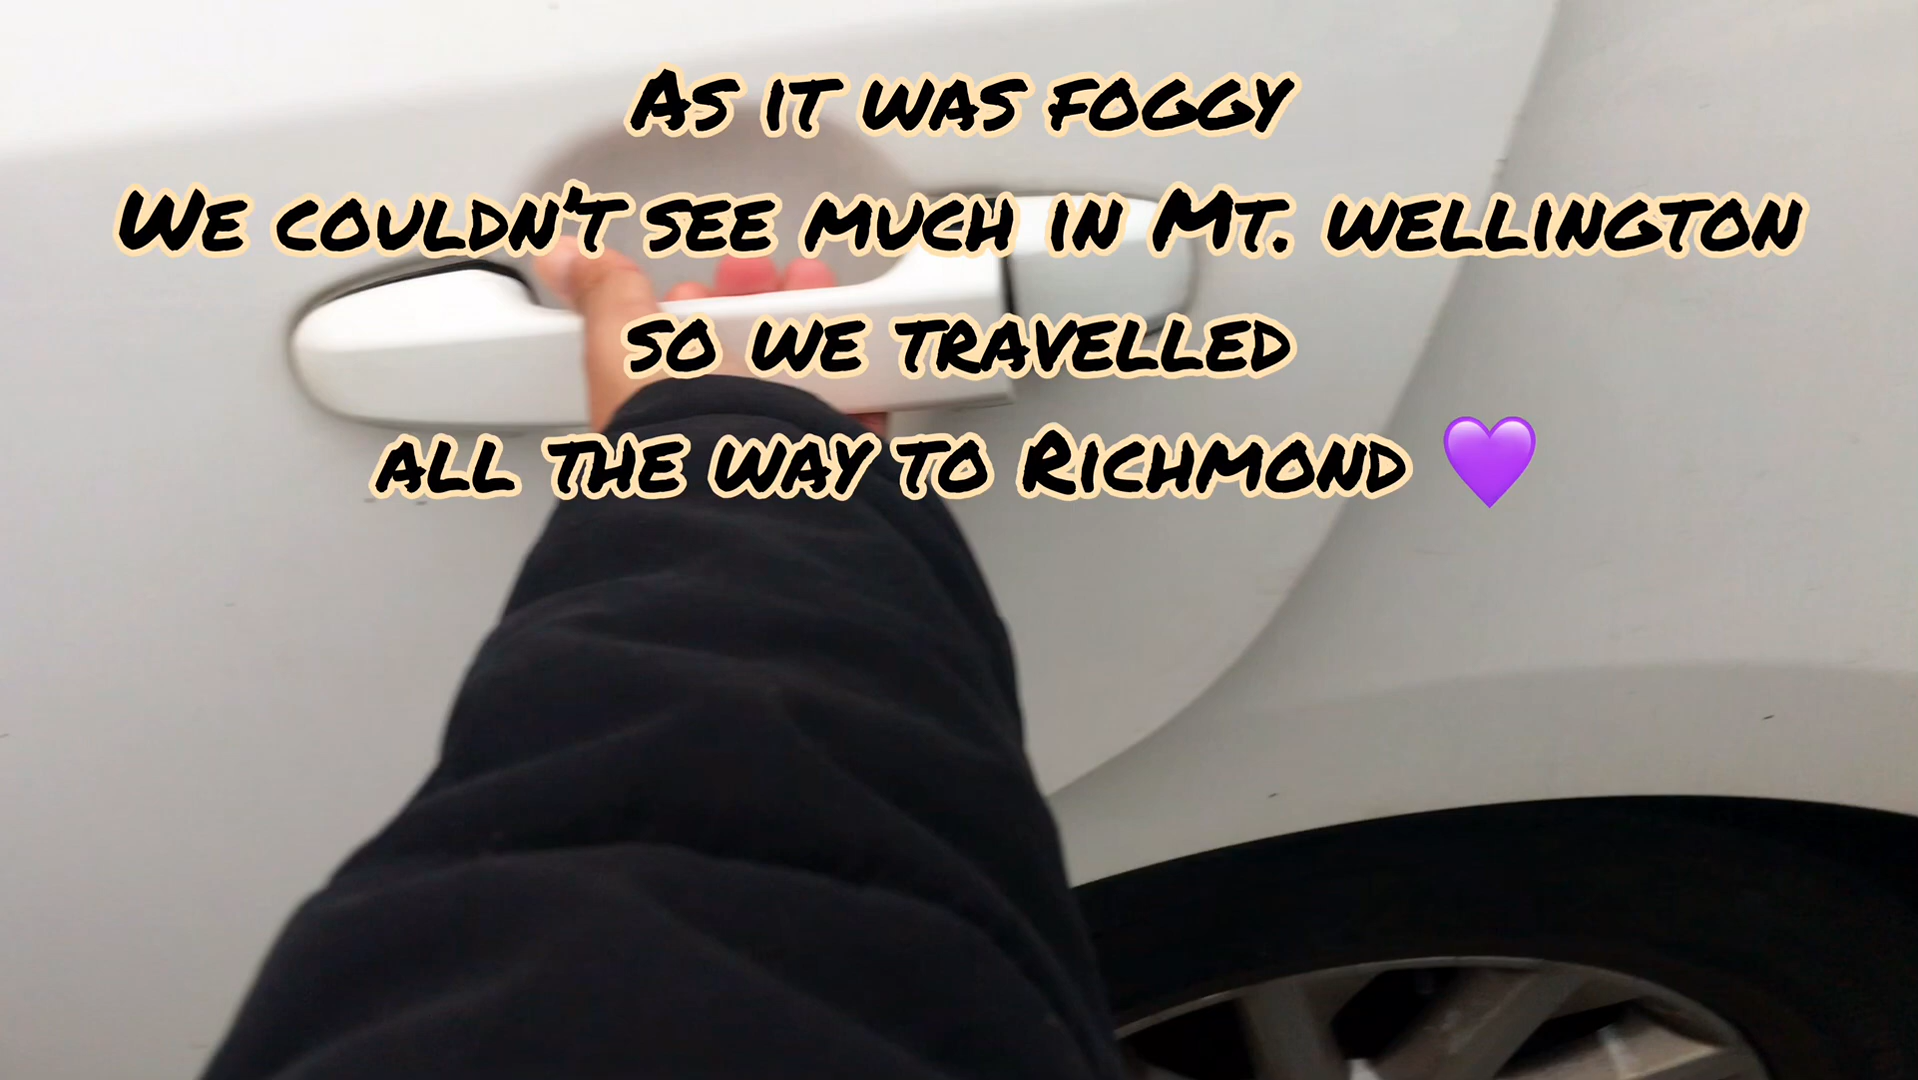 As it was foggy
We couldn't see much in Mt. wellington
so we travelled
all the way to Richmond 💜